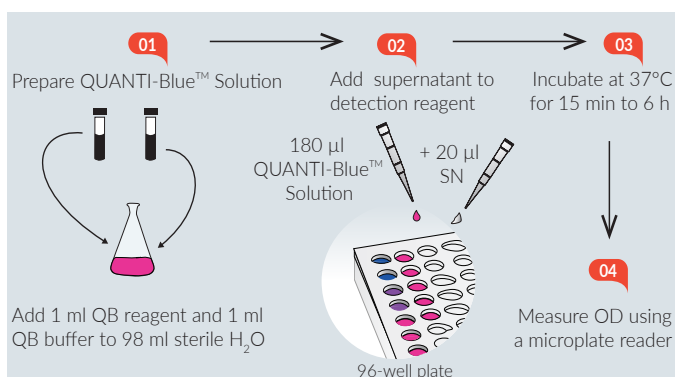 01
Prepare QUANTI-Blue™ Solution
Add 1 ml QB reagent and 1 ml
QB buffer to 98 ml sterile H₂O
02
Add supernatant to
detection reagent
180 µl
QUANTI-Blue™
Solution
+ 20 µl
SN
96-well plate
03
Incubate at 37°C
for 15 min to 6 h
04
Measure OD using
a microplate reader